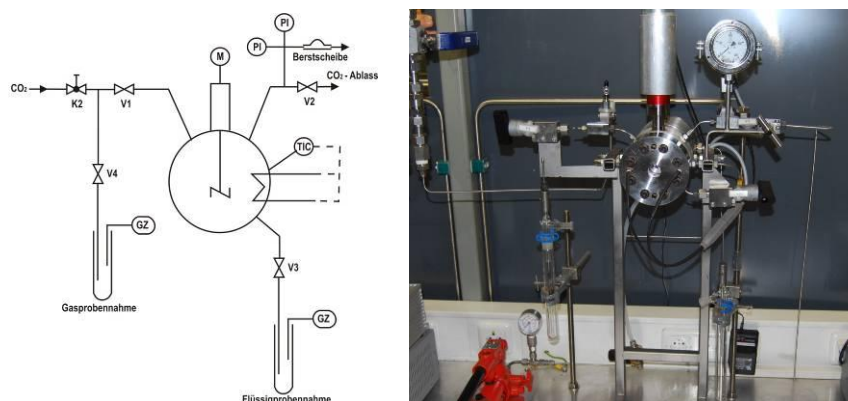 PI
PI
Berstscheibe
M
CO₂ - Ablass
CO₂
K2
V1
V2
TIC
V4
GZ
V3
Gasprobennahme
GZ
Flüssigprobennahme